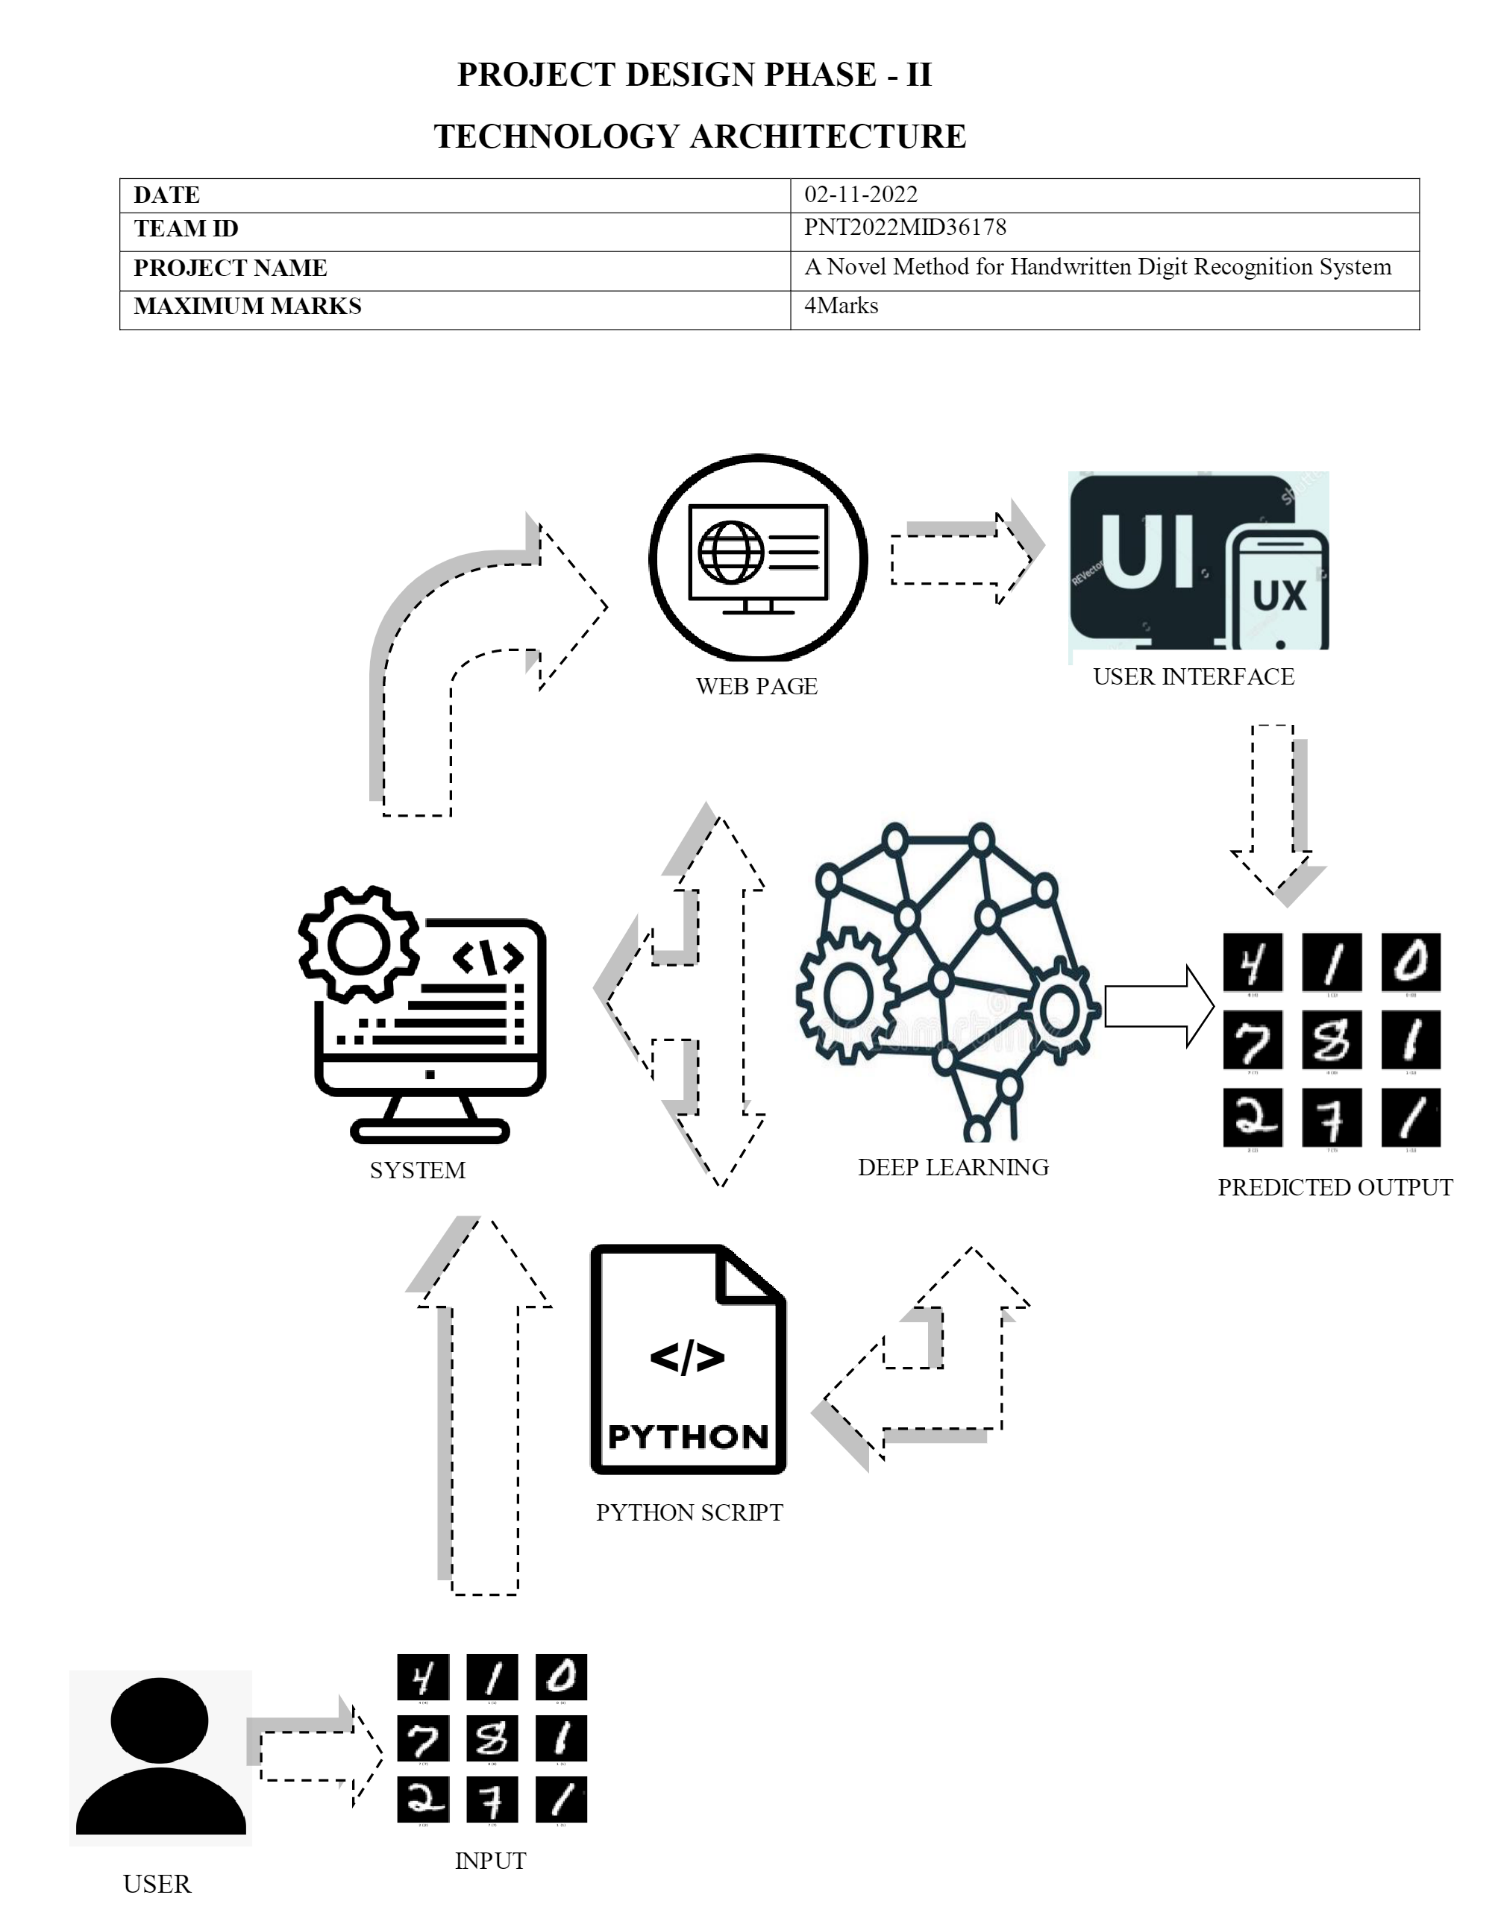 PROJECT DESIGN PHASE - II
TECHNOLOGY ARCHITECTURE
DATE 02-11-2022
TEAM ID PNT2022MID36178
PROJECT NAME A Novel Method for Handwritten Digit Recognition System
MAXIMUM MARKS 4Marks
UI
UX
REVector
WEB PAGE
USER INTERFACE
<\>
4 1 0
7 8 1
2 7 1
SYSTEM
DEEP LEARNING
PREDICTED OUTPUT
</>
PYTHON
PYTHON SCRIPT
4 1 0
7 8 1
2 7 1
INPUT
USER